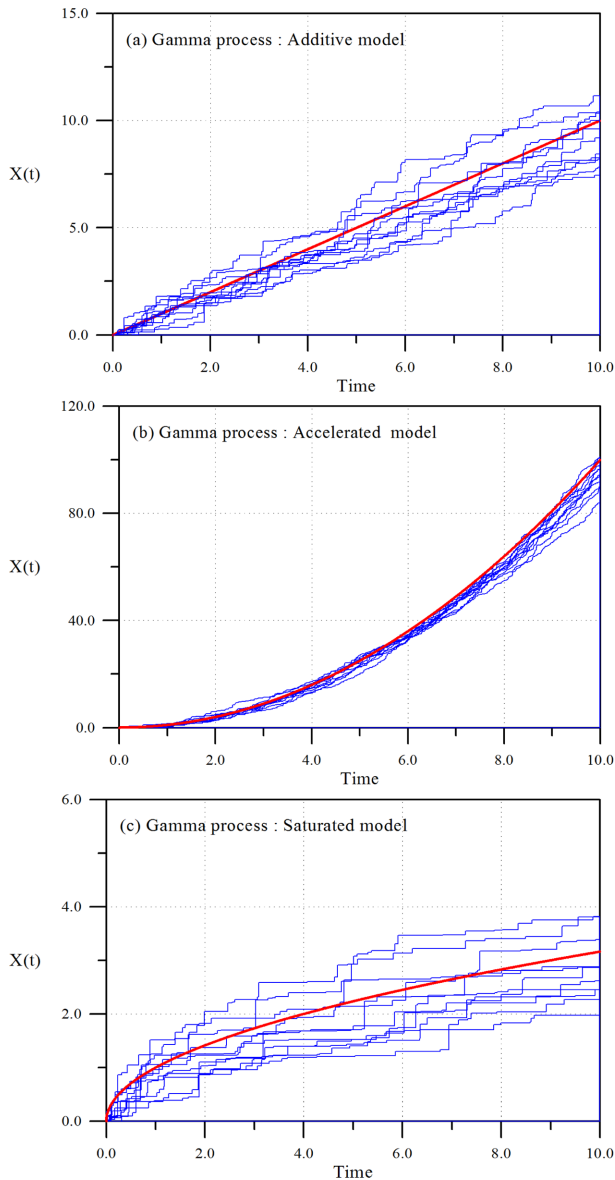 15.0
(a) Gamma process : Additive model
10.0
X(t)
5.0
0.0
0.0 2.0 4.0 6.0 8.0 10.0
Time
120.0
(b) Gamma process : Accelerated model
80.0
X(t)
40.0
0.0
0.0 2.0 4.0 6.0 8.0 10.0
Time
6.0
(c) Gamma process : Saturated model
4.0
X(t)
2.0
0.0
0.0 2.0 4.0 6.0 8.0 10.0
Time